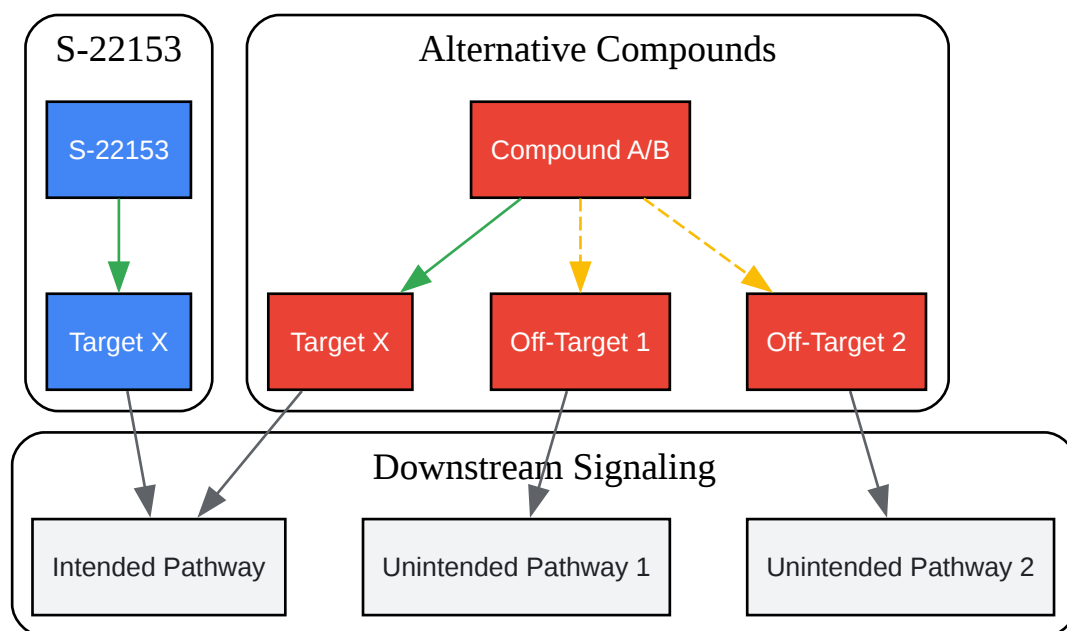 S-22153
Alternative Compounds
S-22153
Compound A/B
Target X
Target X
Off-Target 1
Off-Target 2
Downstream Signaling
Intended Pathway
Unintended Pathway 1
Unintended Pathway 2